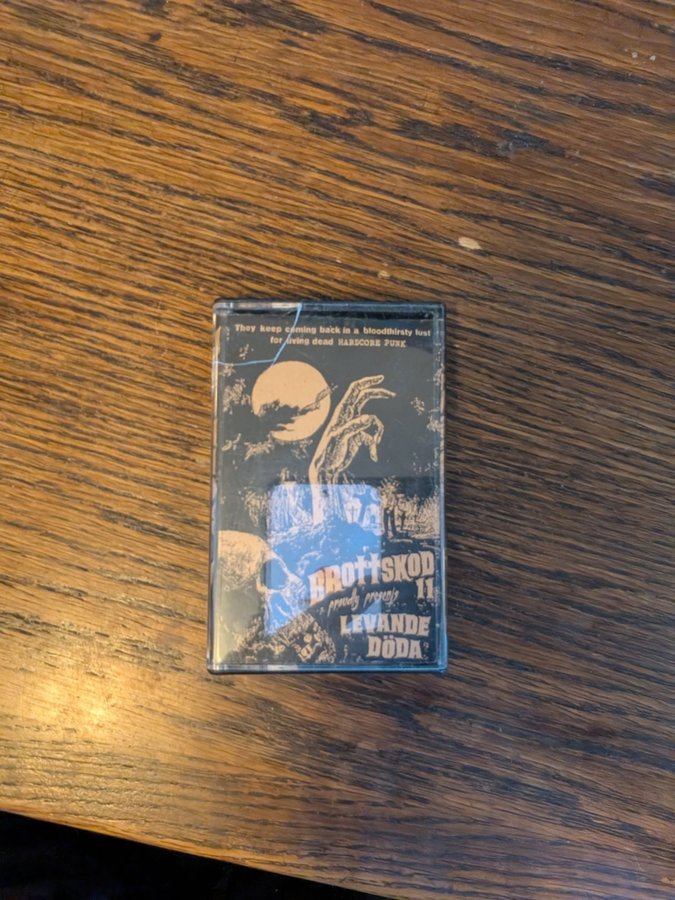 They keep coming back in a bloodthirsty lust
for living dead HARDCORE PUNK
BROTTSKOD
11
proudly presents
LEVANDE
DÖDA